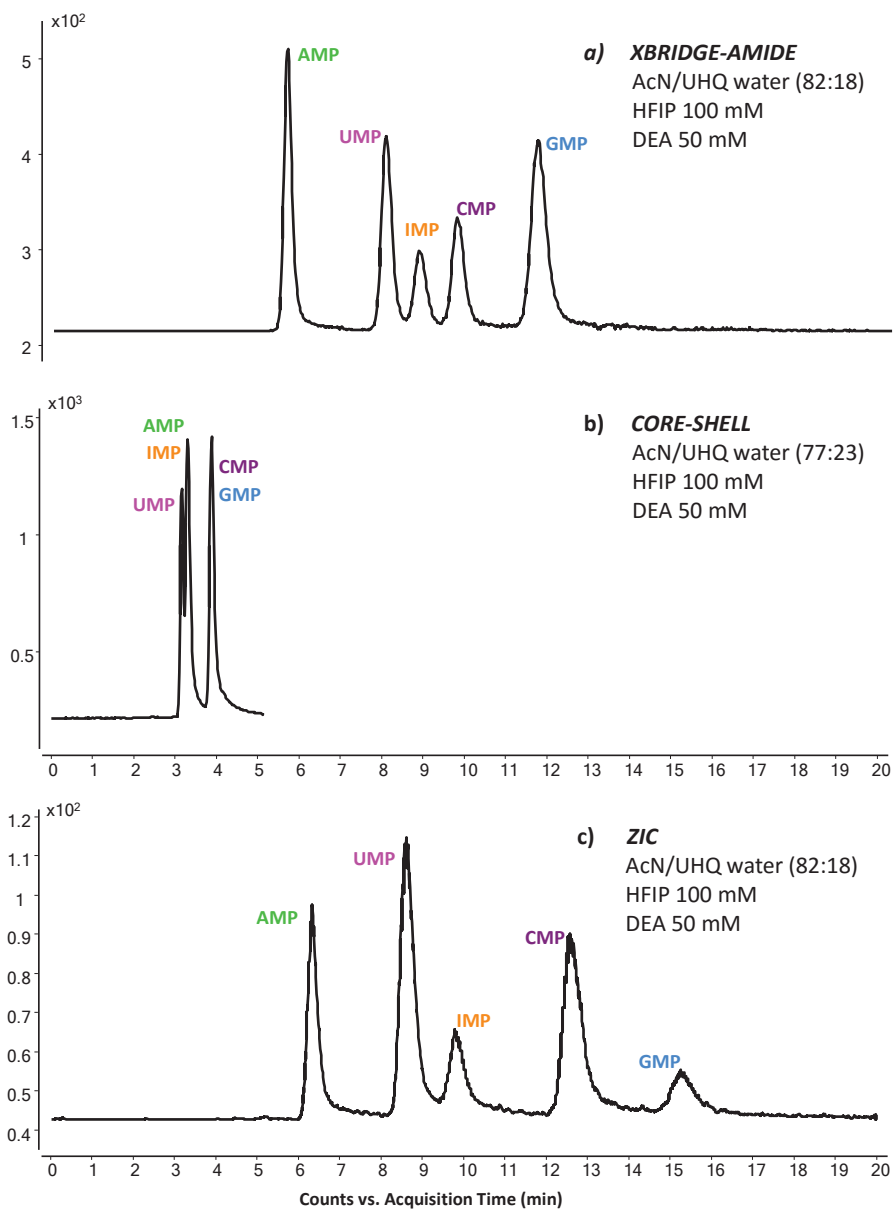 x10²
a) XBRIDGE-AMIDE
AcN/UHQ water (82:18)
HFIP 100 mM
DEA 50 mM
AMP
UMP
IMP
CMP
GMP
5
4
3
2
x10³
b) CORE-SHELL
AcN/UHQ water (77:23)
HFIP 100 mM
DEA 50 mM
AMP
IMP
UMP
CMP
GMP
1.5
1
0.5
0 1 2 3 4 5 6 7 8 9 10 11 12 13 14 15 16 17 18 19 20
x10²
c) ZIC
AcN/UHQ water (82:18)
HFIP 100 mM
DEA 50 mM
AMP
UMP
IMP
CMP
GMP
1.2
1.1
1
0.9
0.8
0.7
0.6
0.5
0.4
0 1 2 3 4 5 6 7 8 9 10 11 12 13 14 15 16 17 18 19 20
Counts vs. Acquisition Time (min)